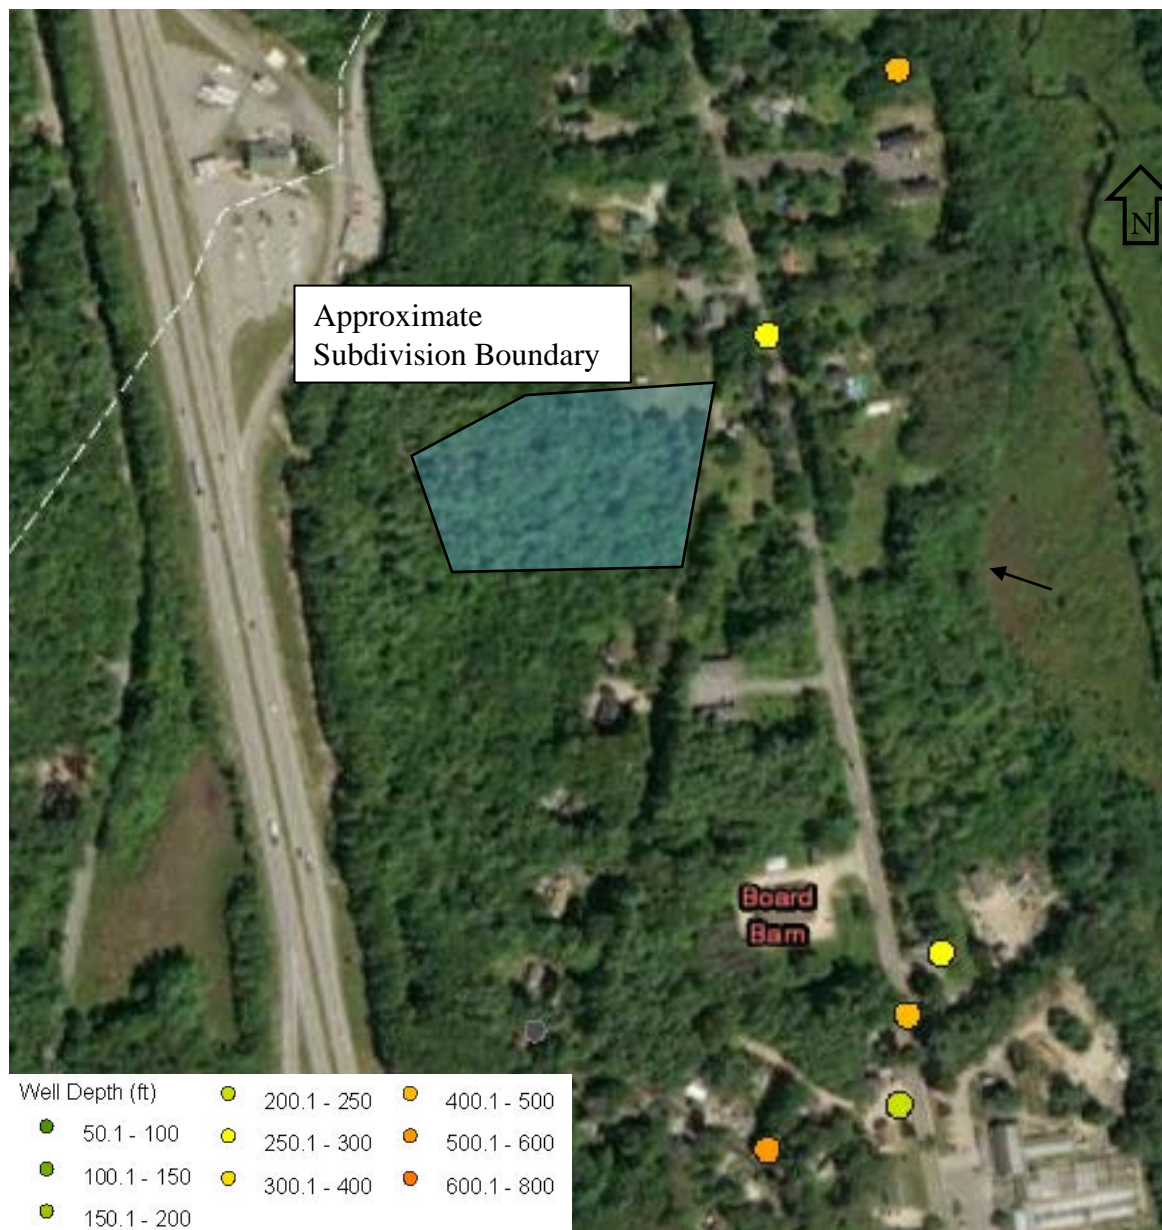 N
Approximate
Subdivision Boundary
Board
Barn
Well Depth (ft)
50.1 - 100
100.1 - 150
150.1 - 200
200.1 - 250
250.1 - 300
300.1 - 400
400.1 - 500
500.1 - 600
600.1 - 800